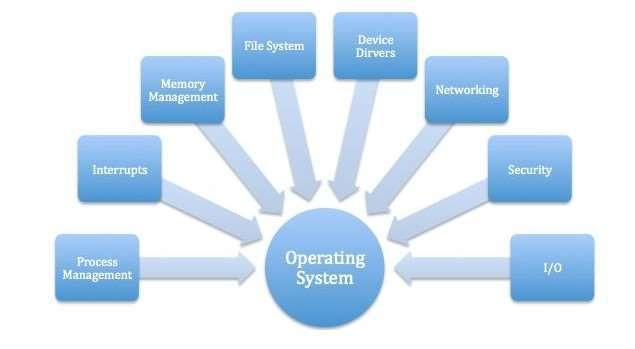 File System
Device
Dirvers
Memory
Management
Networking
Interrupts
Security
Process
Management
Operating
System
I/O